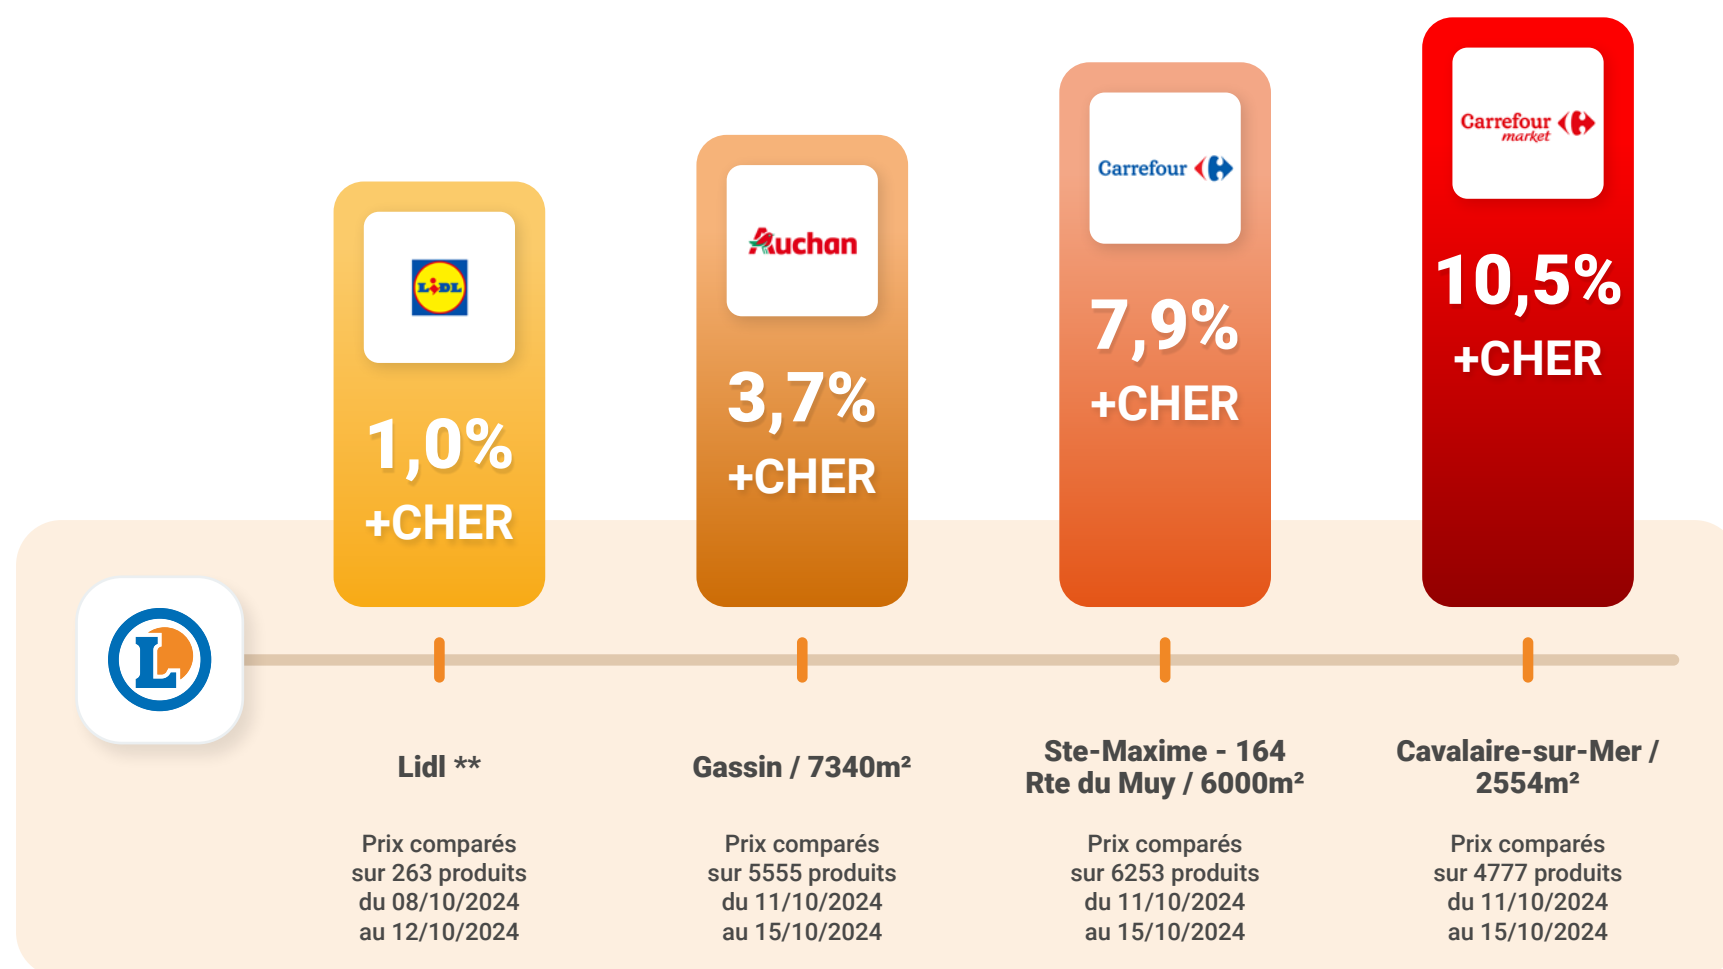 LiDL
1,0%
+CHER
Auchan
3,7%
+CHER
Carrefour
7,9%
+CHER
Carrefour
market
10,5%
+CHER
L
Lidl **
Prix comparés
sur 263 produits
du 08/10/2024
au 12/10/2024
Gassin / 7340m²
Prix comparés
sur 5555 produits
du 11/10/2024
au 15/10/2024
Ste-Maxime - 164
Rte du Muy / 6000m²
Prix comparés
sur 6253 produits
du 11/10/2024
au 15/10/2024
Cavalaire-sur-Mer /
2554m²
Prix comparés
sur 4777 produits
du 11/10/2024
au 15/10/2024